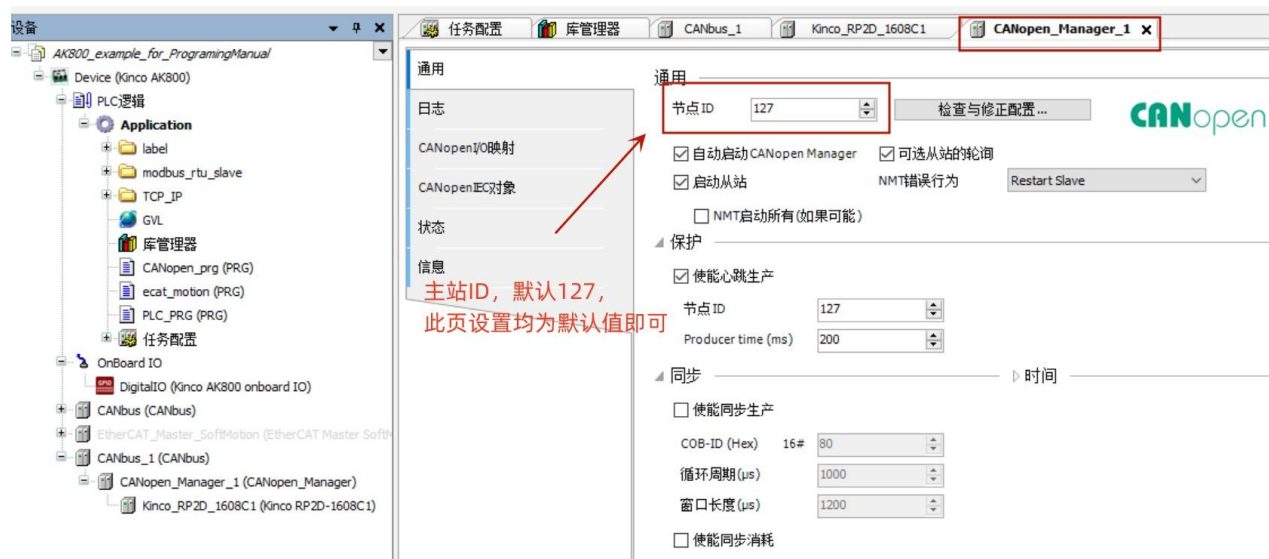 设备
AK800_example_for_ProgramingManual
Device (Kinco AK800)
PLC逻辑
Application
label
modbus_rtu_slave
TCP_IP
GVL
库管理器
CANopen_prg (PRG)
ecat_motion (PRG)
PLC_PRG (PRG)
任务配置
OnBoard IO
DigitalIO (Kinco AK800 onboard IO)
CANbus (CANbus)
EtherCAT_Master_SoftMotion (EtherCAT Master Soft
CANbus_1 (CANbus)
CANopen_Manager_1 (CANopen_Manager)
Kinco_RP2D_1608C1 (Kinco RP2D-1608C1)
任务配置 库管理器 CANbus_1 Kinco_RP2D_1608C1 CANopen_Manager_1
通用
日志
CANopenI/O映射
CANopenIEC对象
状态
信息
主站ID，默认127，
此页设置均为默认值即可
通用
节点ID 127 检查与修正配置... CANopen
自动启动CANopen Manager 可选从站的轮询
启动从站 NMT错误行为 Restart Slave
NMT启动所有(如果可能)
保护
使能心跳生产
节点ID 127
Producer time (ms) 200
同步 时间
使能同步生产
COB-ID (Hex) 16# 80
循环周期(μs) 1000
窗口长度(μs) 1200
使能同步消耗